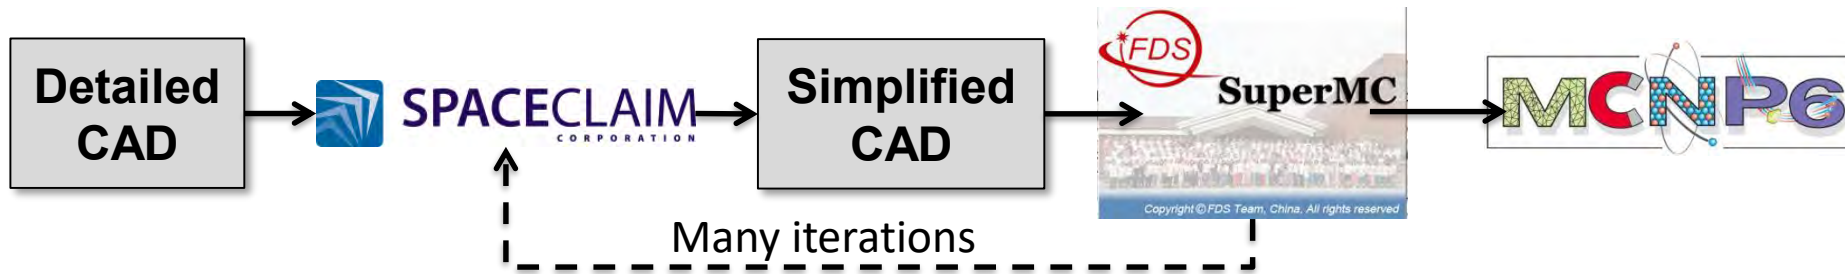 Detailed
CAD
SPACECLAIM
CORPORATION
Simplified
CAD
FDS
SuperMC
Copyright © FDS Team, China, All rights reserved
MCNP6
Many iterations